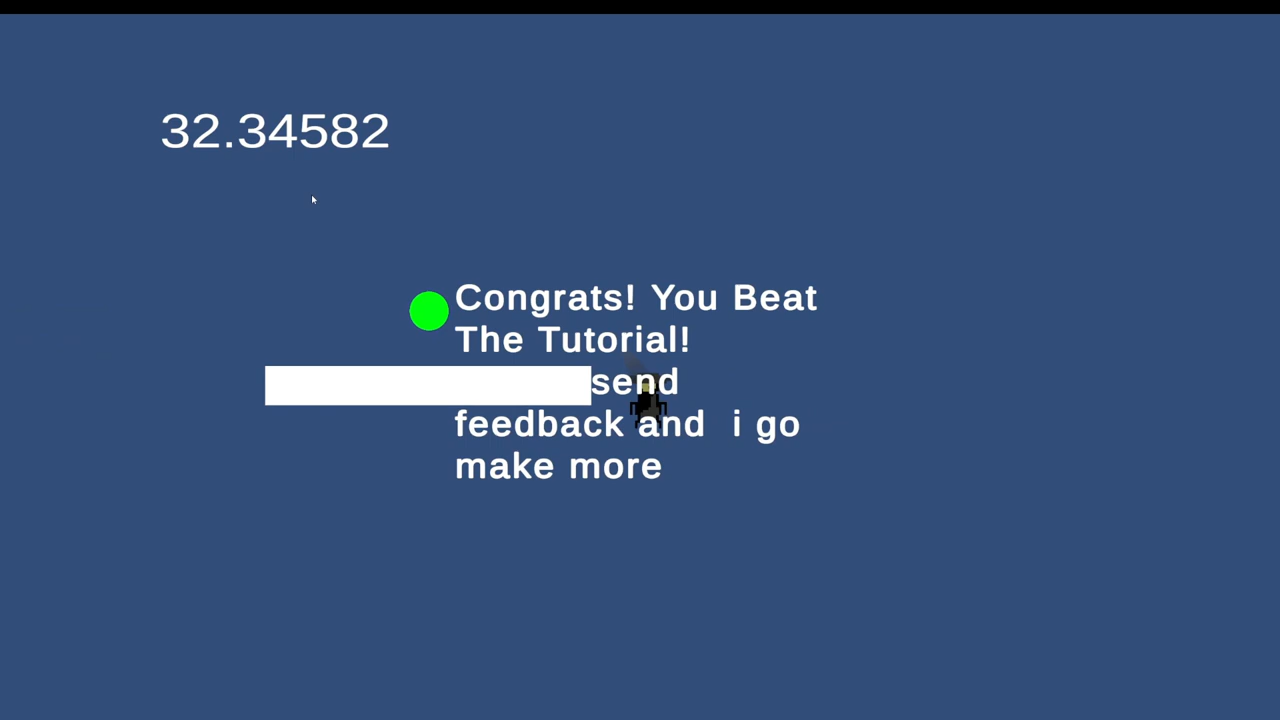 32.34582
Congrats! You Beat
The Tutorial!
send
feedback and  i go
make more